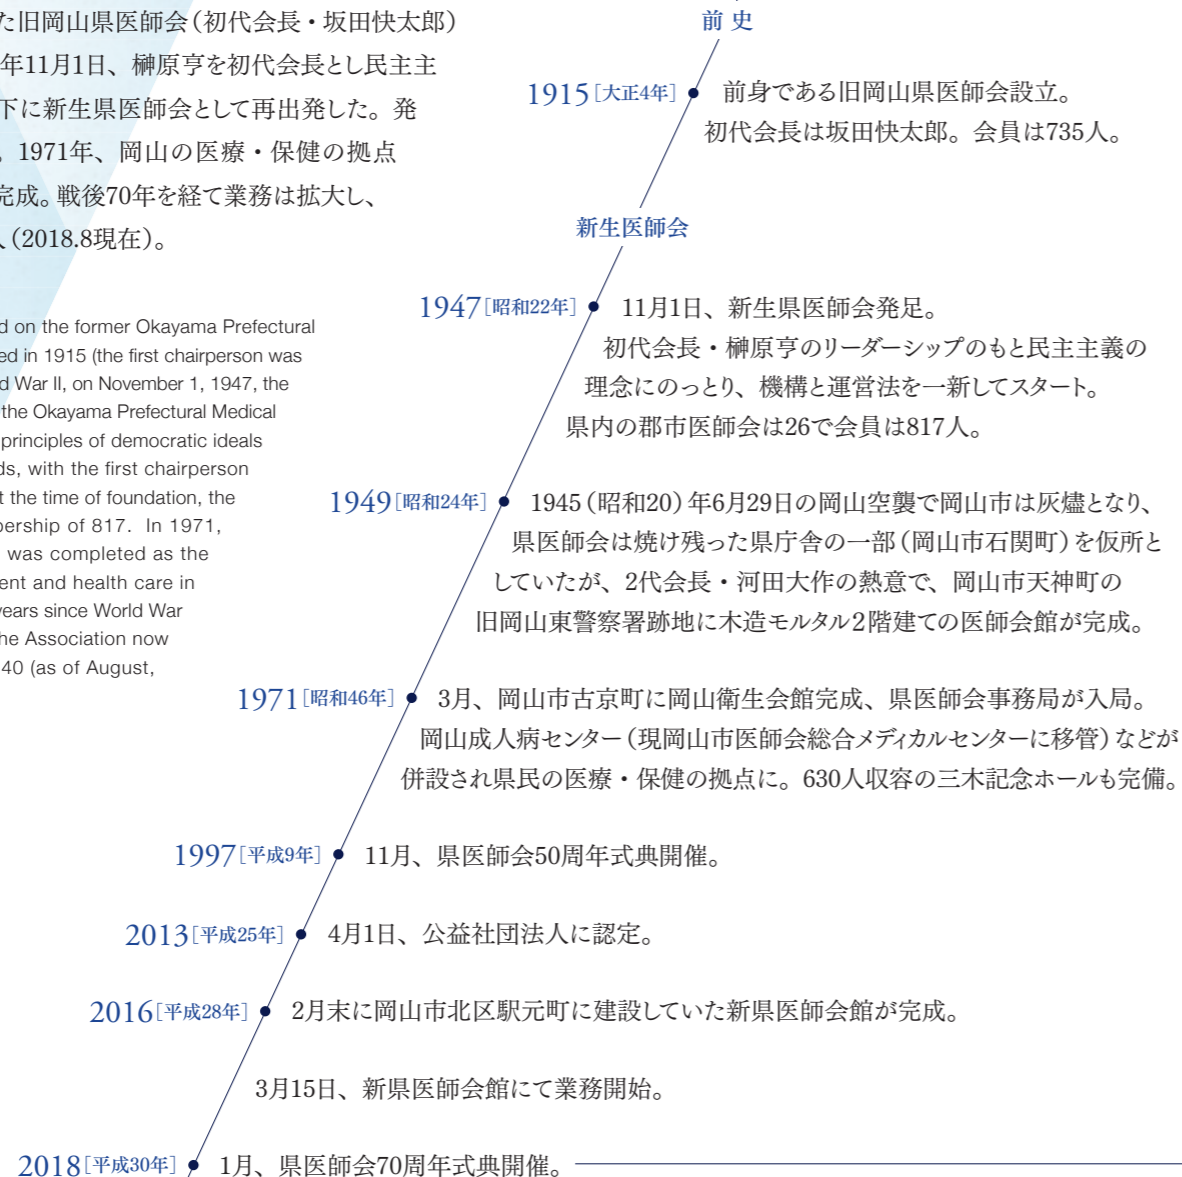 た旧岡山県医師会（初代会長・坂田快太郎）
年11月1日、榊原亨を初代会長とし民主主
下に新生県医師会として再出発した。発
。1971年、岡山の医療・保健の拠点
完成。戦後70年を経て業務は拡大し、
（2018.8現在）。
d on the former Okayama Prefectural
ed in 1915 (the first chairperson was
d War II, on November 1, 1947, the
the Okayama Prefectural Medical
principles of democratic ideals
ds, with the first chairperson
t the time of foundation, the
bership of 817. In 1971,
was completed as the
ent and health care in
years since World War
he Association now
40 (as of August,
前史
1915［大正4年］ 前身である旧岡山県医師会設立。
初代会長は坂田快太郎。会員は735人。
新生医師会
1947［昭和22年］ 11月1日、新生県医師会発足。
初代会長・榊原亨のリーダーシップのもと民主主義の
理念にのっとり、機構と運営法を一新してスタート。
県内の郡市医師会は26で会員は817人。
1949［昭和24年］ 1945（昭和20）年6月29日の岡山空襲で岡山市は灰燼となり、
県医師会は焼け残った県庁舎の一部（岡山市石関町）を仮所と
していたが、2代会長・河田大作の熱意で、岡山市天神町の
旧岡山東警察署跡地に木造モルタル2階建ての医師会館が完成。
1971［昭和46年］ 3月、岡山市古京町に岡山衛生会館完成、県医師会事務局が入局。
岡山成人病センター（現岡山市医師会総合メディカルセンターに移管）などが
併設され県民の医療・保健の拠点に。630人収容の三木記念ホールも完備。
1997［平成9年］ 11月、県医師会50周年式典開催。
2013［平成25年］ 4月1日、公益社団法人に認定。
2016［平成28年］ 2月末に岡山市北区駅元町に建設していた新県医師会館が完成。
3月15日、新県医師会館にて業務開始。
2018［平成30年］ 1月、県医師会70周年式典開催。